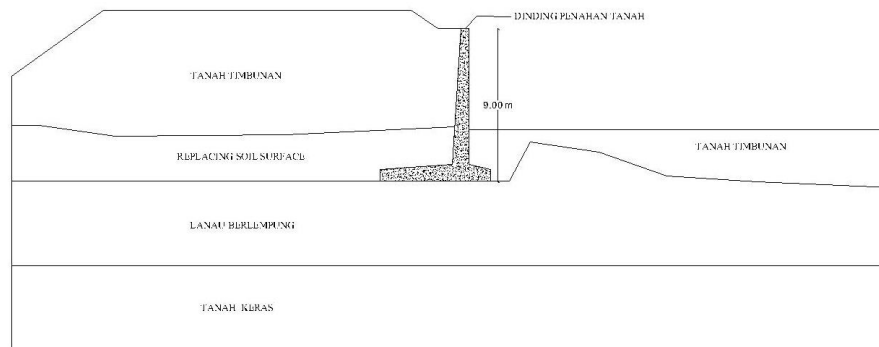 DINDING PENAHAN TANAH
TANAH TIMBUNAN
9.00 m
TANAH TIMBUNAN
REPLACING SOIL SURFACE
LANAU BERLEMPUNG
TANAH KERAS